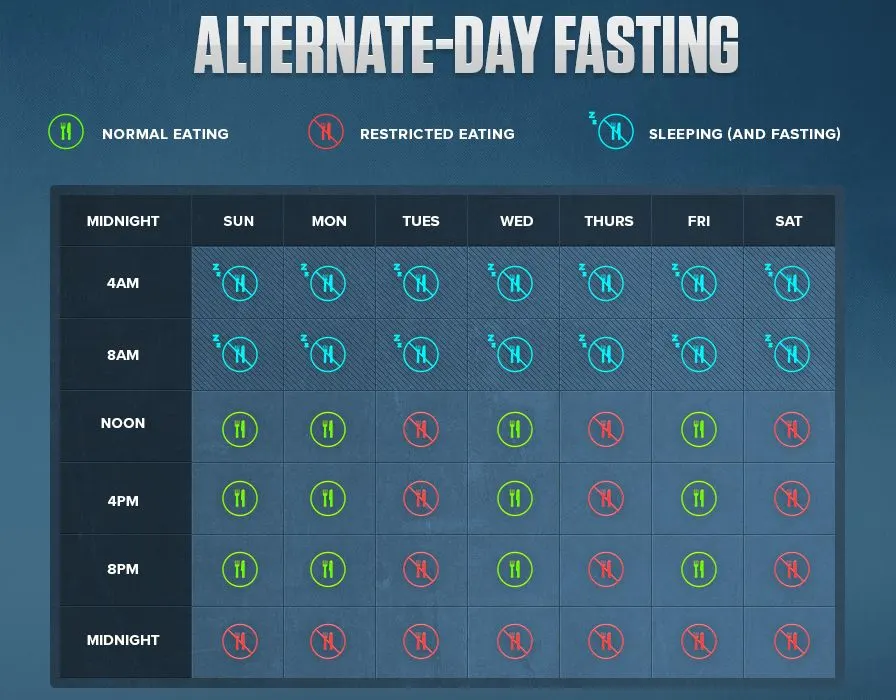 ALTERNATE-DAY FASTING
NORMAL EATING RESTRICTED EATING SLEEPING (AND FASTING)
MIDNIGHT SUN MON TUES WED THURS FRI SAT
4AM
8AM
NOON
4PM
8PM
MIDNIGHT